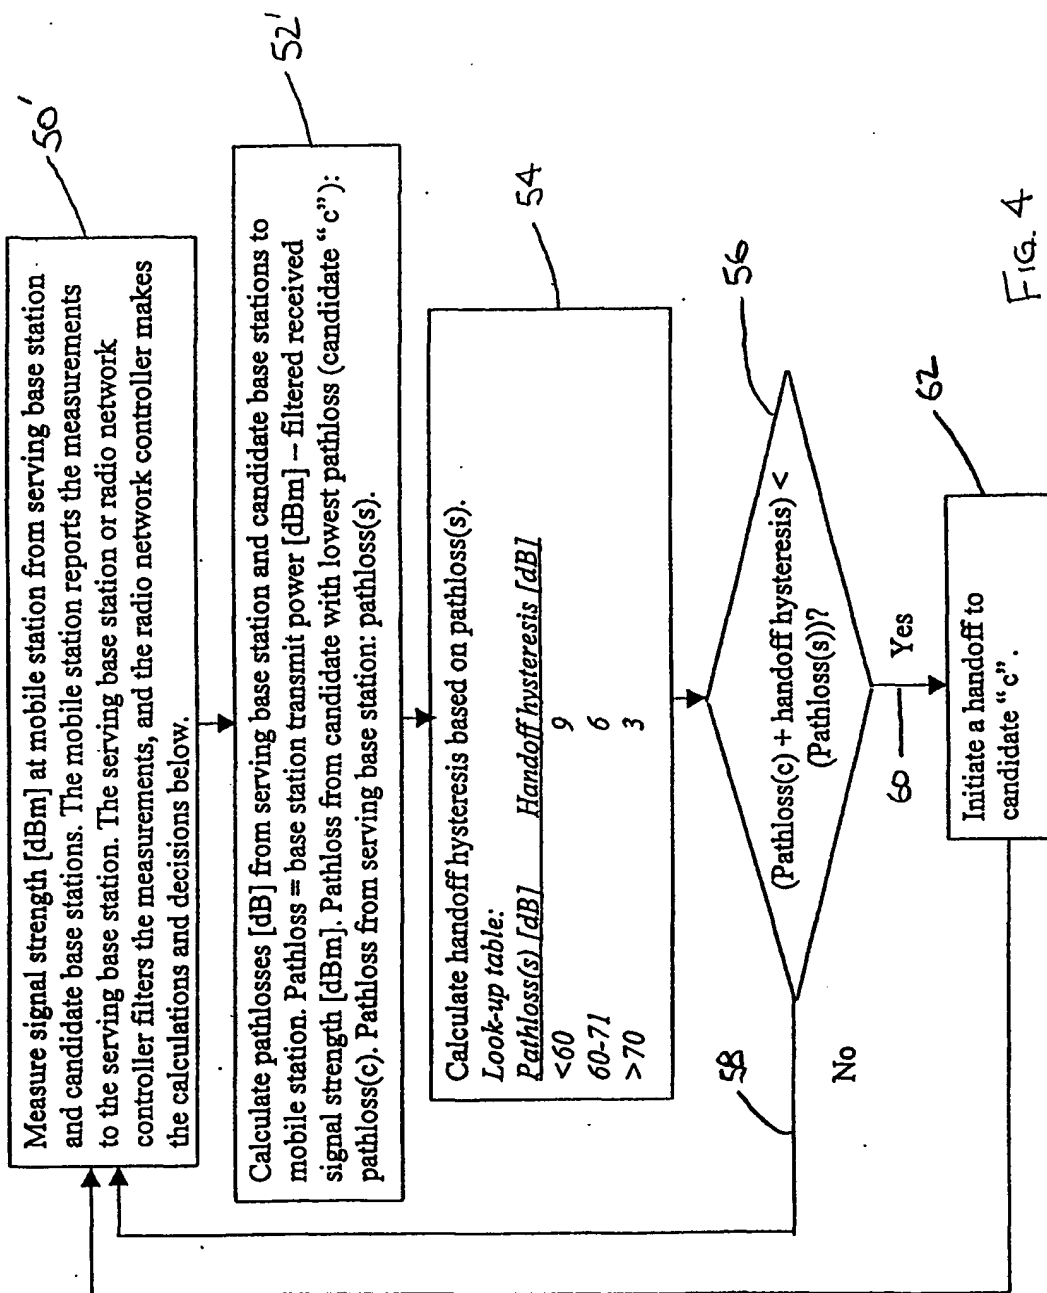 Measure signal strength [dBm] at mobile station from serving base station
and candidate base stations. The mobile station reports the measurements
to the serving base station. The serving base station or radio network
controller filters the measurements, and the radio network controller makes
the calculations and decisions below.
50'
Calculate pathlosses [dB] from serving base station and candidate base stations to
mobile station. Pathloss = base station transmit power [dBm] – filtered received
signal strength [dBm]. Pathloss from candidate with lowest pathloss (candidate “c”):
pathloss(c). Pathloss from serving base station: pathloss(s).
52'
Calculate handoff hysteresis based on pathloss(s).
Look-up table:
Pathloss(s) [dB] Handoff hysteresis [dB]
<60 9
60-71 6
>70 3
54
(Pathloss(c) + handoff hysteresis) <
(Pathloss(s))?
56
58
No
60
Yes
Initiate a handoff to
candidate “c”.
62
FIG. 4